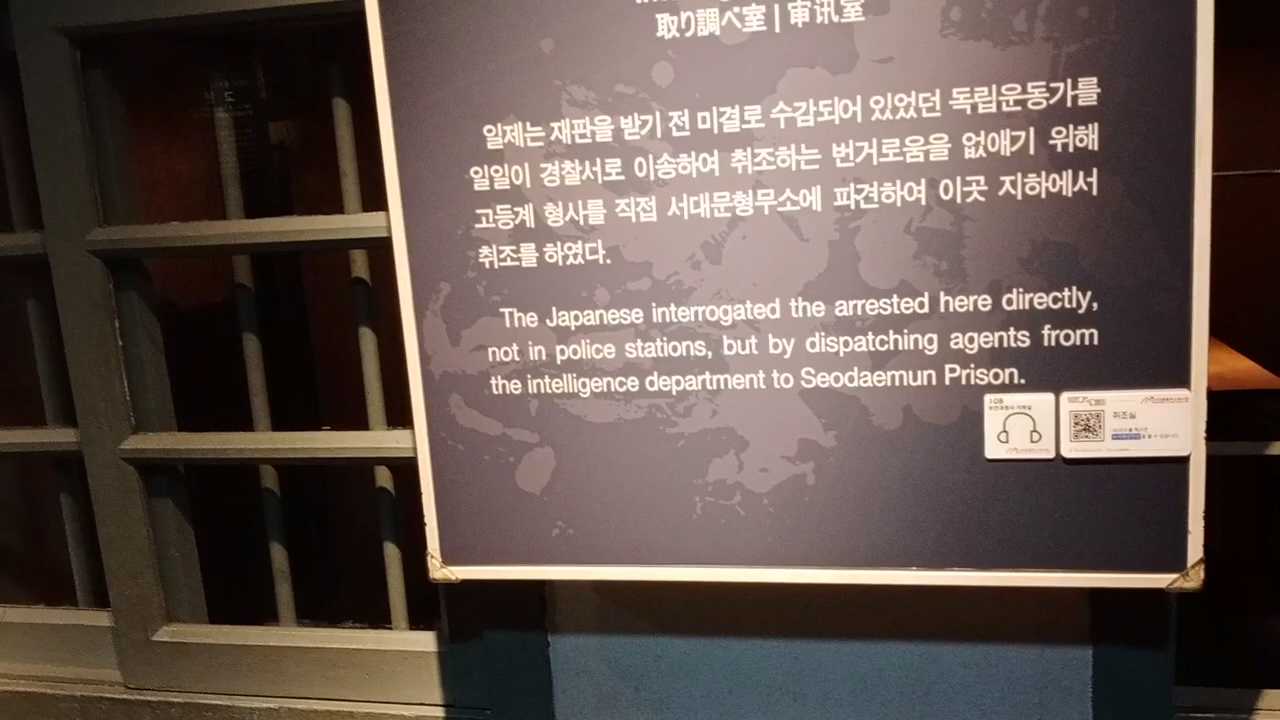 取り調べ室 | 审讯室
일제는 재판을 받기 전 미결로 수감되어 있었던 독립운동가를
일일이 경찰서로 이송하여 취조하는 번거로움을 없애기 위해
고등계 형사를 직접 서대문형무소에 파견하여 이곳 지하에서
취조를 하였다.
The Japanese interrogated the arrested here directly,
not in police stations, but by dispatching agents from
the intelligence department to Seodaemun Prison.
108
취조실